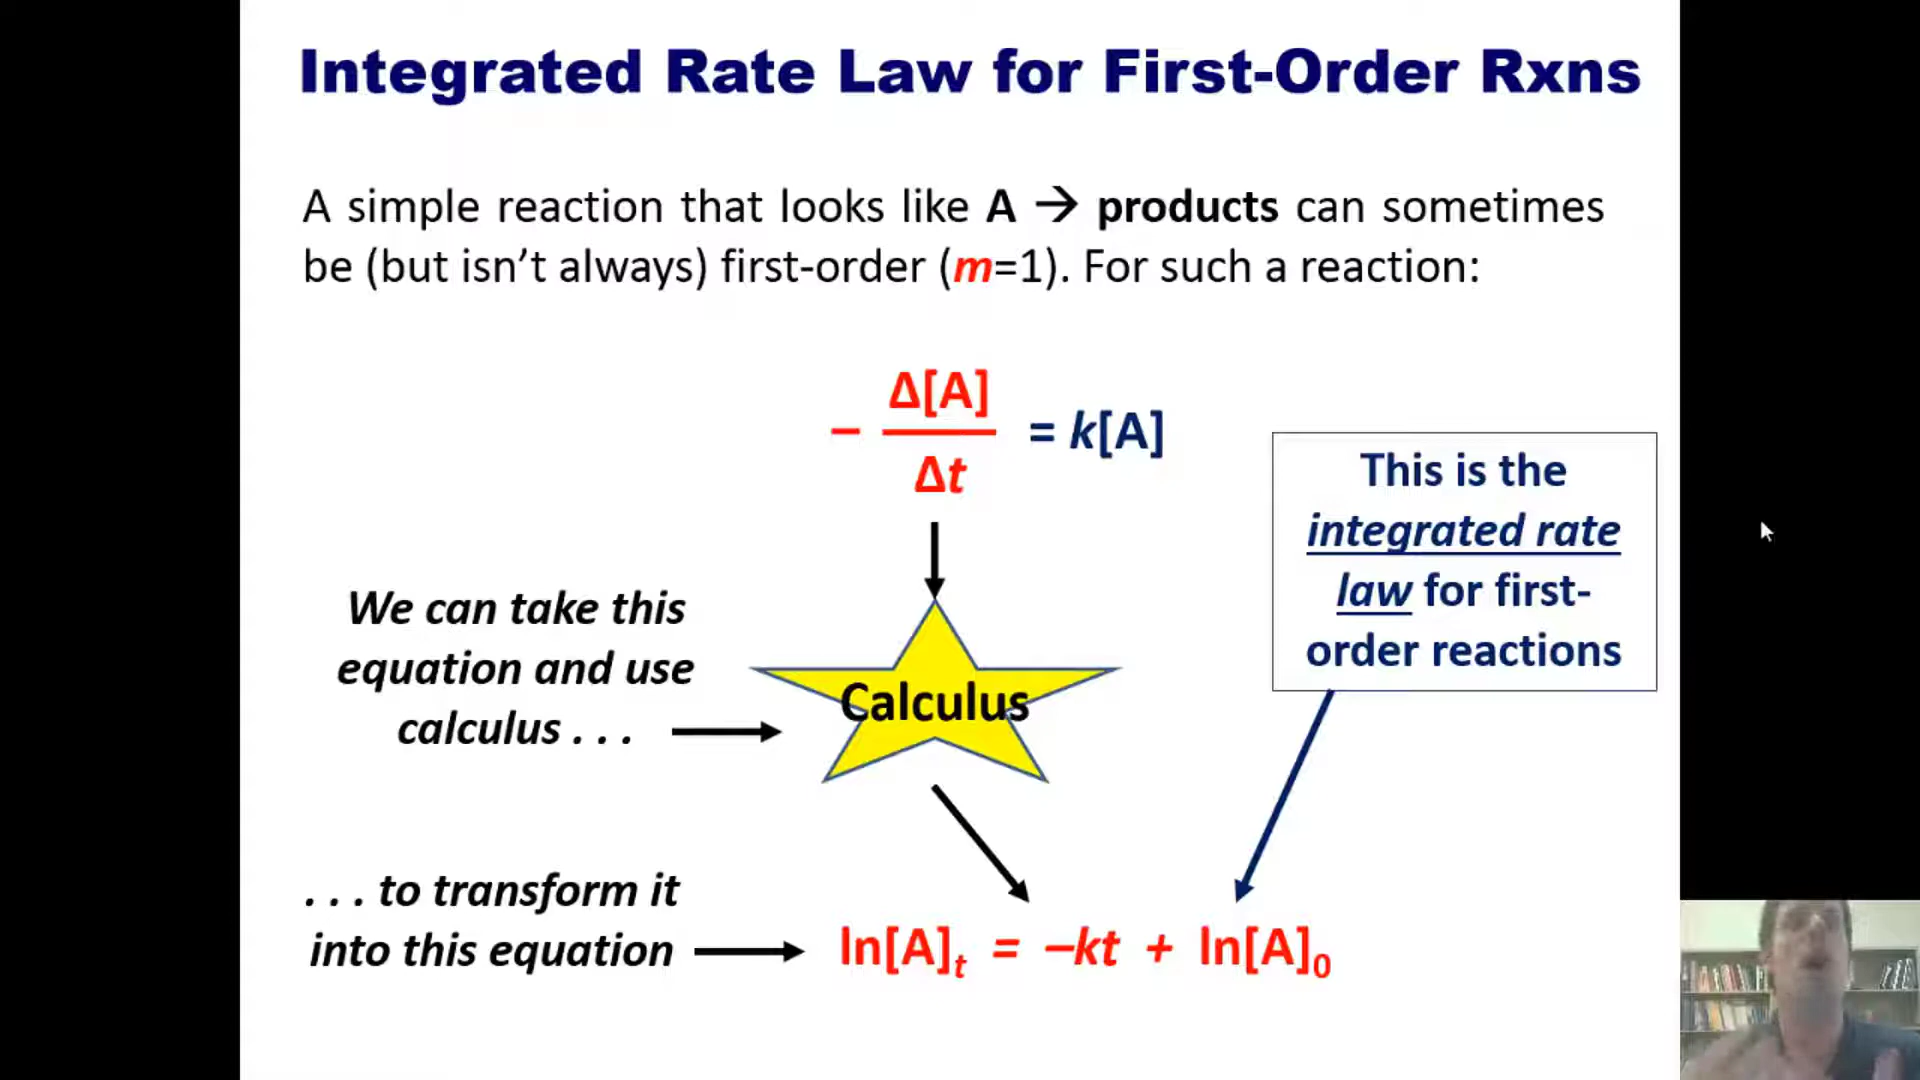 Integrated Rate Law for First-Order Rxns
A simple reaction that looks like A → products can sometimes
be (but isn't always) first-order (m=1). For such a reaction:
– Δ[A] / Δt = k[A]
This is the
integrated rate
law for first-
order reactions
We can take this
equation and use
calculus . . .
Calculus
. . . to transform it
into this equation
ln[A]t = –kt + ln[A]0